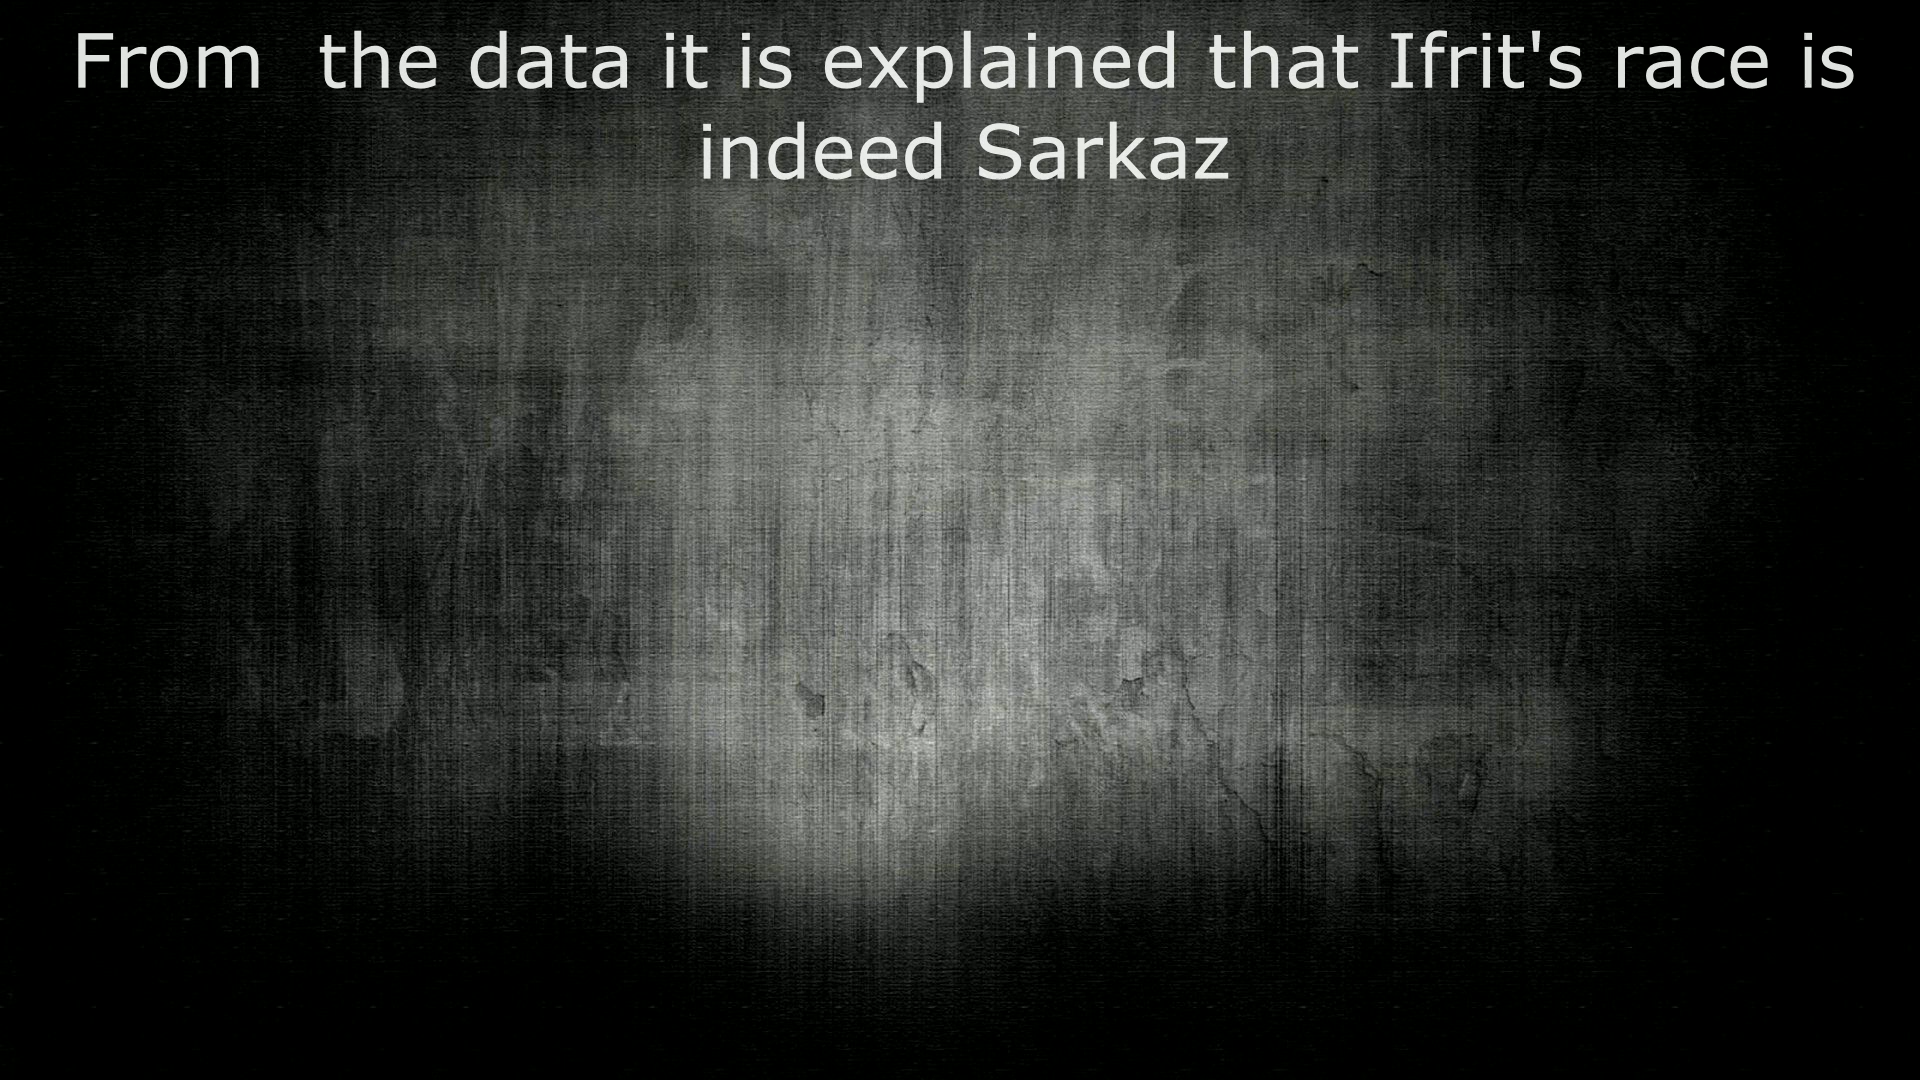 From  the data it is explained that Ifrit's race is
indeed Sarkaz